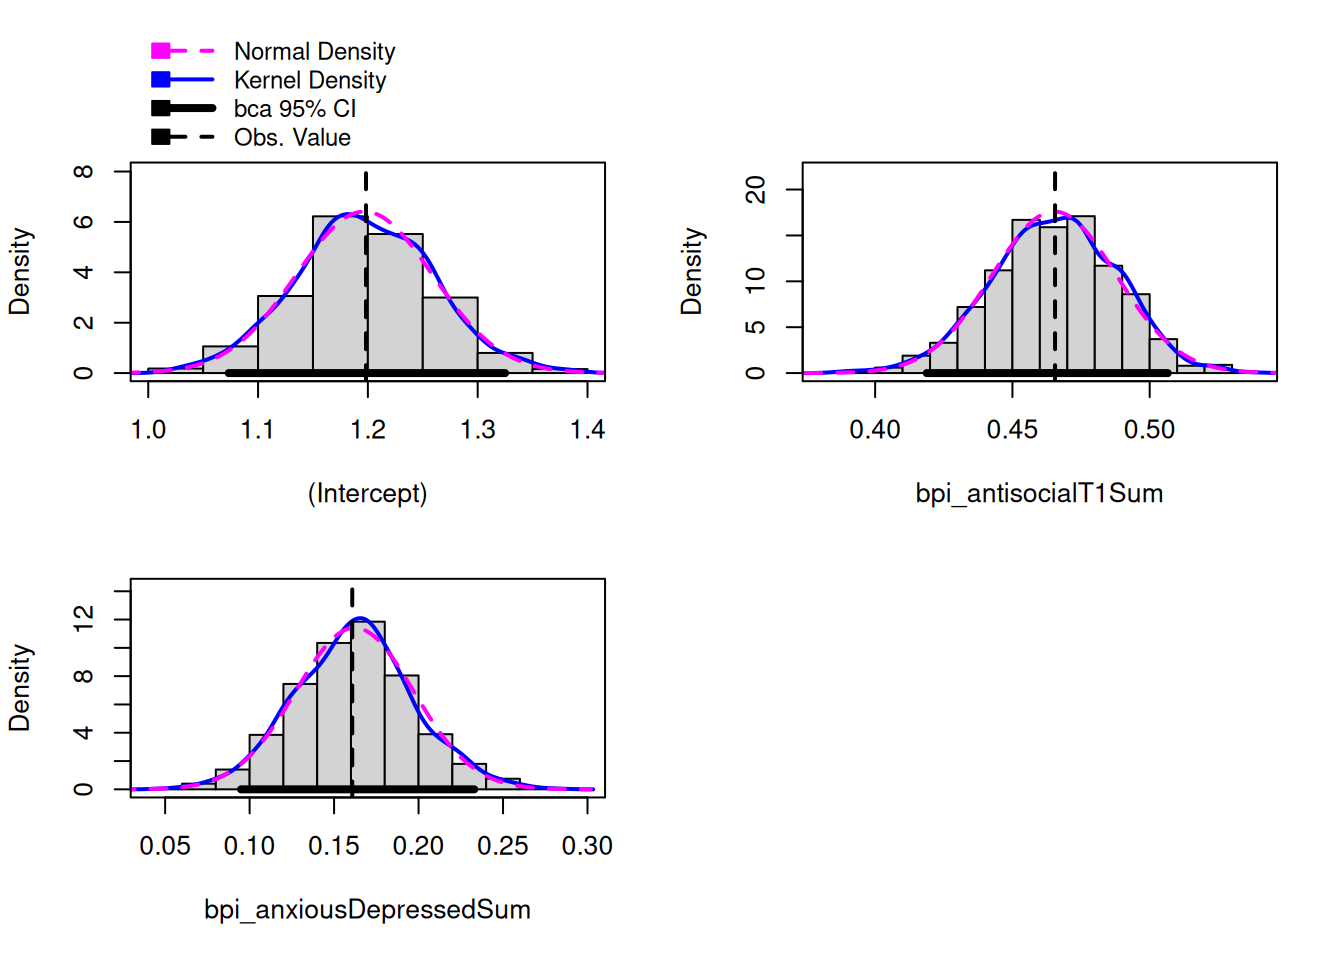 Normal Density
Kernel Density
bca 95% CI
Obs. Value
Density
0 2 4 6 8
1.0 1.1 1.2 1.3 1.4
(Intercept)
Density
0 5 10 20
0.40 0.45 0.50
bpi_antisocialT1Sum
Density
0 4 8 12
0.05 0.10 0.15 0.20 0.25 0.30
bpi_anxiousDepressedSum